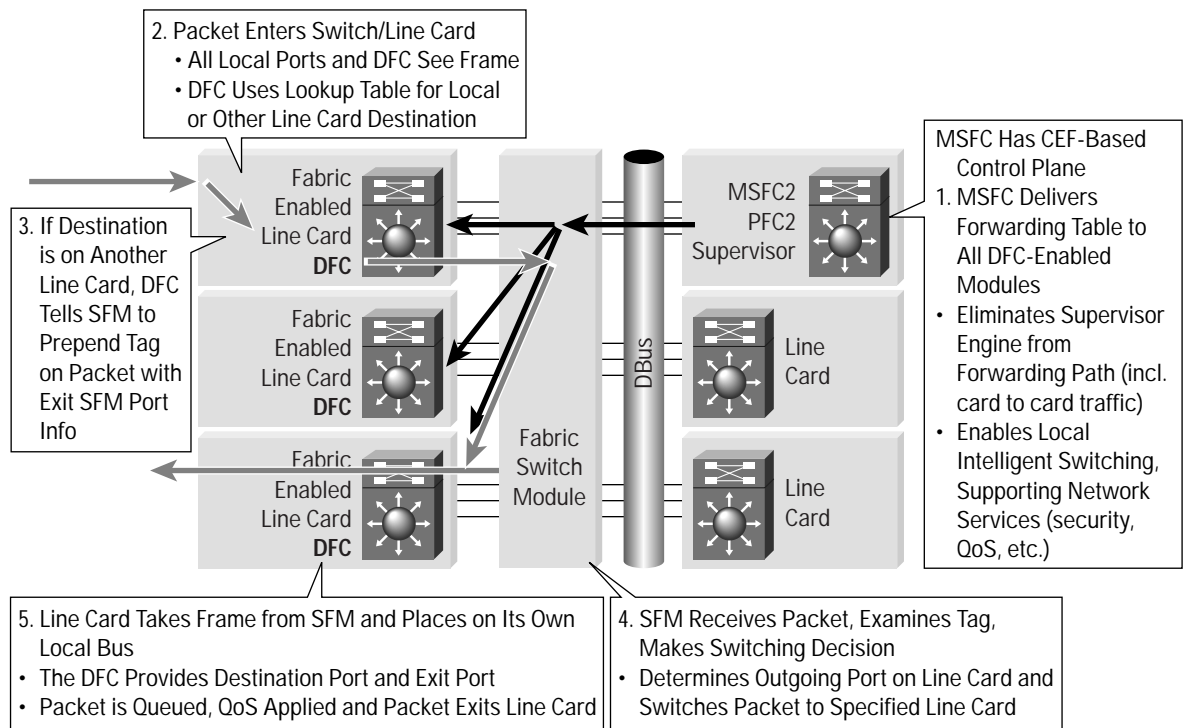 2. Packet Enters Switch/Line Card
• All Local Ports and DFC See Frame
• DFC Uses Lookup Table for Local
or Other Line Card Destination
MSFC Has CEF-Based
Control Plane
1. MSFC Delivers
Forwarding Table to
All DFC-Enabled
Modules
• Eliminates Supervisor
Engine from
Forwarding Path (incl.
card to card traffic)
• Enables Local
Intelligent Switching,
Supporting Network
Services (security,
QoS, etc.)
3. If Destination
is on Another
Line Card, DFC
Tells SFM to
Prepend Tag
on Packet with
Exit SFM Port
Info
Fabric
Enabled
Line Card
DFC
MSFC2
PFC2
Supervisor
Fabric
Enabled
Line Card
DFC
DBus
Line
Card
Fabric
Enabled
Line Card
DFC
Fabric
Switch
Module
Line
Card
5. Line Card Takes Frame from SFM and Places on Its Own
Local Bus
• The DFC Provides Destination Port and Exit Port
• Packet is Queued, QoS Applied and Packet Exits Line Card
4. SFM Receives Packet, Examines Tag,
Makes Switching Decision
• Determines Outgoing Port on Line Card and
Switches Packet to Specified Line Card